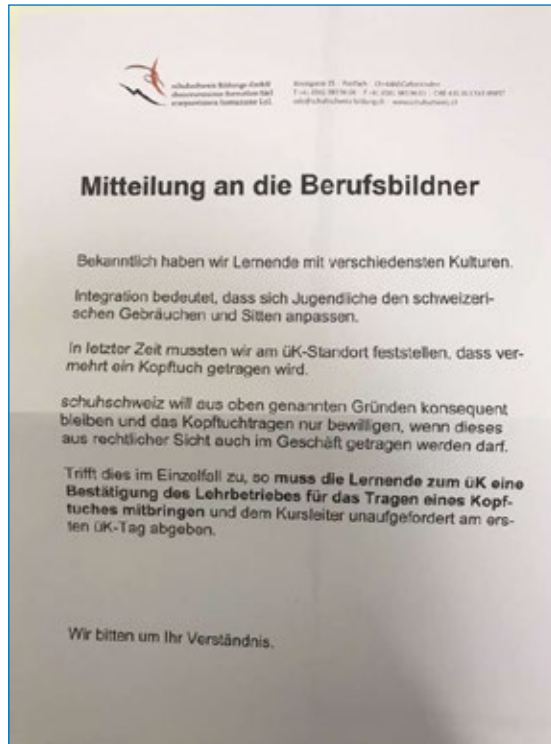 schuhschweiz Bildungs-GmbH
Mitteilung an die Berufsbildner
Bekanntlich haben wir Lernende mit verschiedensten Kulturen.
Integration bedeutet, dass sich Jugendliche den schweizeri-
schen Gebräuchen und Sitten anpassen.
In letzter Zeit mussten wir am üK-Standort feststellen, dass ver-
mehrt ein Kopftuch getragen wird.
schuhschweiz will aus oben genannten Gründen konsequent
bleiben und das Kopftuchtragen nur bewilligen, wenn dieses
aus rechtlicher Sicht auch im Geschäft getragen werden darf.
Trifft dies im Einzelfall zu, so muss die Lernende zum üK eine
Bestätigung des Lehrbetriebes für das Tragen eines Kopf-
tuches mitbringen und dem Kursleiter unaufgefordert am ers-
ten üK-Tag abgeben.
Wir bitten um Ihr Verständnis.